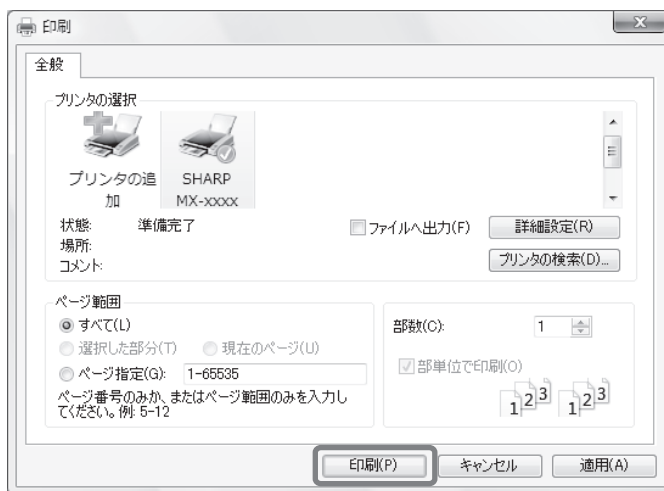 印刷
X
全般
プリンタの選択
プリンタの追加
SHARP
MX-xxxx
状態: 準備完了
場所:
コメント:
ファイルへ出力(F)
詳細設定(R)
プリンタの検索(D)...
ページ範囲
すべて(L)
選択した部分(T) 現在のページ(U)
ページ指定(G): 1-65535
ページ番号のみか、またはページ範囲のみを入力し
てください。例: 5-12
部数(C): 1
部単位で印刷(O)
1 2 3 1 2 3
印刷(P) キャンセル 適用(A)